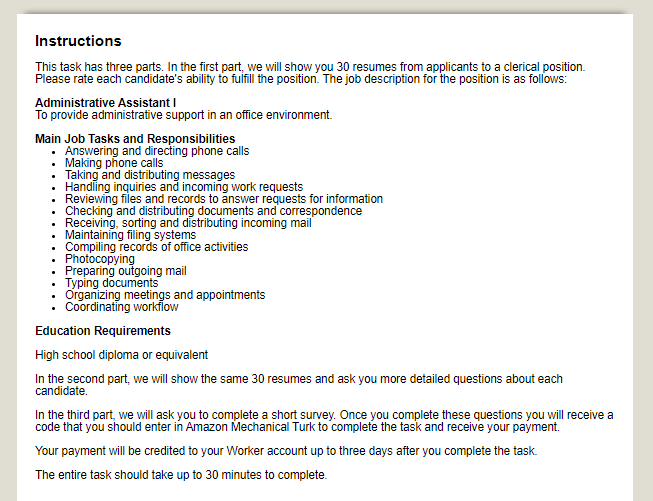 Instructions
This task has three parts. In the first part, we will show you 30 resumes from applicants to a clerical position.
Please rate each candidate's ability to fulfill the position. The job description for the position is as follows:
Administrative Assistant I
To provide administrative support in an office environment.
Main Job Tasks and Responsibilities
• Answering and directing phone calls
• Making phone calls
• Taking and distributing messages
• Handling inquiries and incoming work requests
• Reviewing files and records to answer requests for information
• Checking and distributing documents and correspondence
• Receiving, sorting and distributing incoming mail
• Maintaining filing systems
• Compiling records of office activities
• Photocopying
• Preparing outgoing mail
• Typing documents
• Organizing meetings and appointments
• Coordinating workflow
Education Requirements
High school diploma or equivalent
In the second part, we will show the same 30 resumes and ask you more detailed questions about each
candidate.
In the third part, we will ask you to complete a short survey. Once you complete these questions you will receive a
code that you should enter in Amazon Mechanical Turk to complete the task and receive your payment.
Your payment will be credited to your Worker account up to three days after you complete the task.
The entire task should take up to 30 minutes to complete.